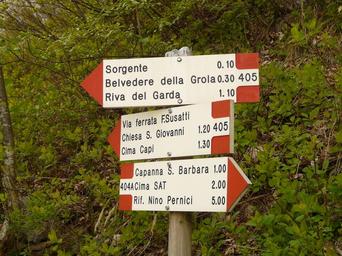 Sorgente 0.10
Belvedere della Grola 0.30 405
Riva del Garda 1.10
Via ferrata F.Susatti
Chiesa S. Giovanni 1.20 405
Cima Capi 1.30
Capanna S. Barbara 1.00
404A Cima SAT 2.00
Rif. Nino Pernici 5.00